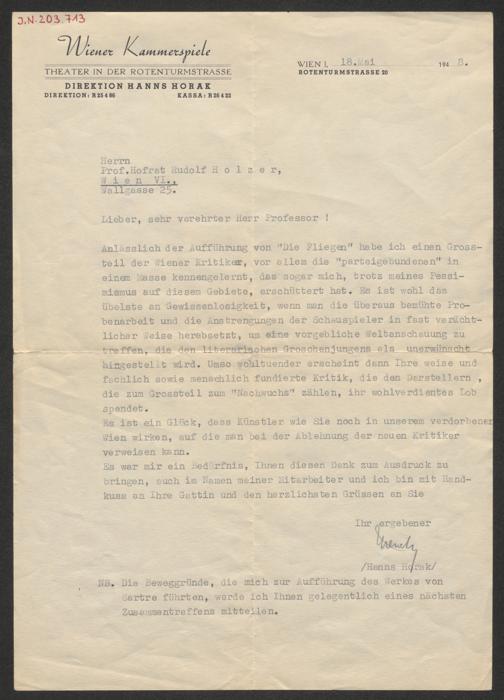 J.N. 203.713
Wiener Kammerspiele
THEATER IN DER ROTENTURMSTRASSE
DIREKTION HANNS HORAK
DIREKTION: R 25 4 86 KASSA: R 26 4 22
WIEN I, 18.Mai 194 8.
ROTENTURMSTRASSE 20
Herrn
Prof.Hofrat Rudolf H o l z e r,
W i e n VI.,
Wallgasse 25.
Lieber, sehr verehrter Herr Professor !
Anlässlich der Aufführung von "Die Fliegen" habe ich einen Gross-
teil der Wiener Kritiker, vor allem die "parteigebundenen" in
einem Masse kennengelernt, das sogar mich, trotz meines Pessi-
mismus auf diesem Gebiete, erschüttert hat. Es ist wohl das
übelste an Gewissenlosigkeit, wenn man die überaus bemühte Pro-
benarbeit und die Anstrengungen der Schauspieler in fast verächt-
licher Weise herabsetzt, um eine vorgebliche Weltanschauung zu
treffen, die den literarischen Groschenjungens als unerwünscht
hingestellt wird. Umso wohltuender erscheint dann Ihre weise und
fachlich sowie menschlich fundierte Kritik, die den Darstellern ,
die zum Grossteil zum "Nachwuchs" zählen, ihr wohlverdientes Lob
spendet.
Es ist ein Glück, dass Künstler wie Sie noch in unserem verdorbenen
Wien wirken, auf die man bei der Ablehnung der neuen Kritiker
verweisen kann.
Es war mir ein Bedürfnis, Ihnen diesen Dank zum Ausdruck zu
bringen, auch im Namen meiner Mitarbeiter und ich bin mit Hand-
kuss an Ihre Gattin und den herzlichsten Grüssen an Sie
Ihr ergebener
/Hanns Horak/
NB. Die Beweggründe, die mich zur Aufführung des Werkes von
Sartre führten, werde ich Ihnen gelegentlich eines nächsten
Zusammentreffens mitteilen.